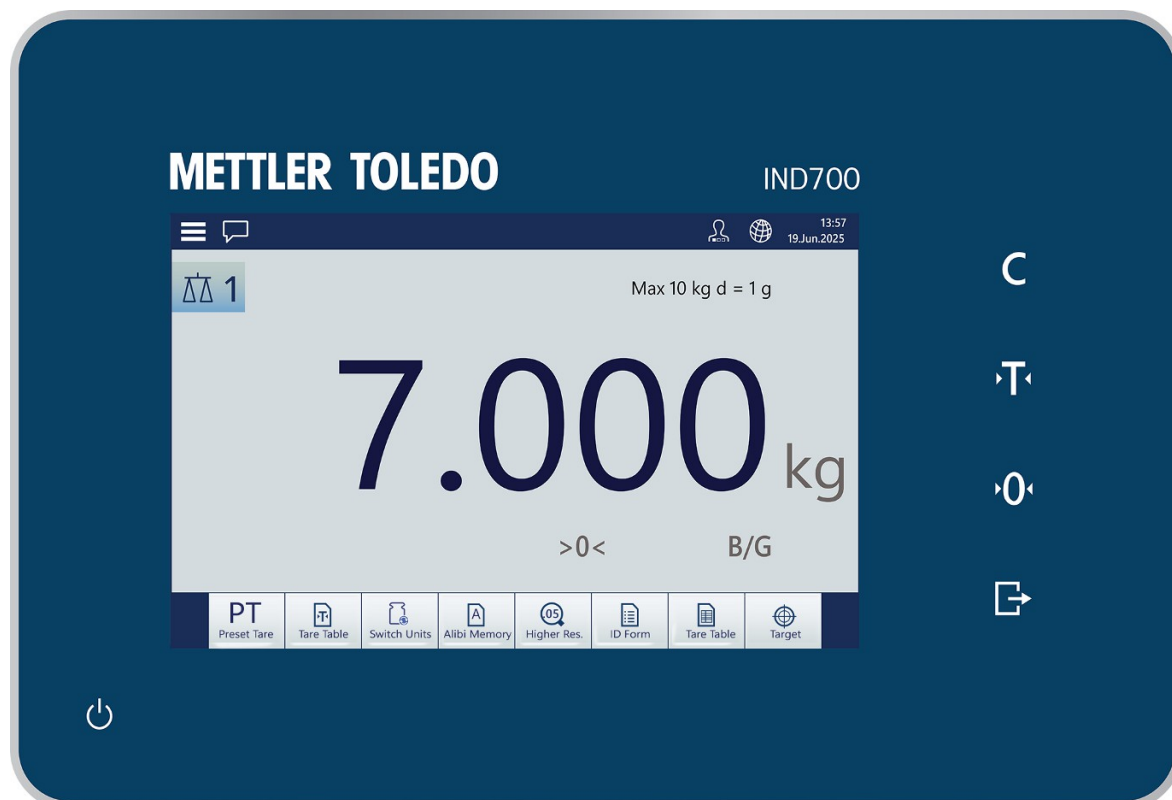 METTLER TOLEDO
IND700
13:57
19.Jun.2025
1
Max 10 kg d = 1 g
7.000 kg
>0< B/G
PT
Preset Tare
T
Tare Table
Switch Units
A
Alibi Memory
.05
Higher Res.
ID Form
Tare Table
Target
C
T
0